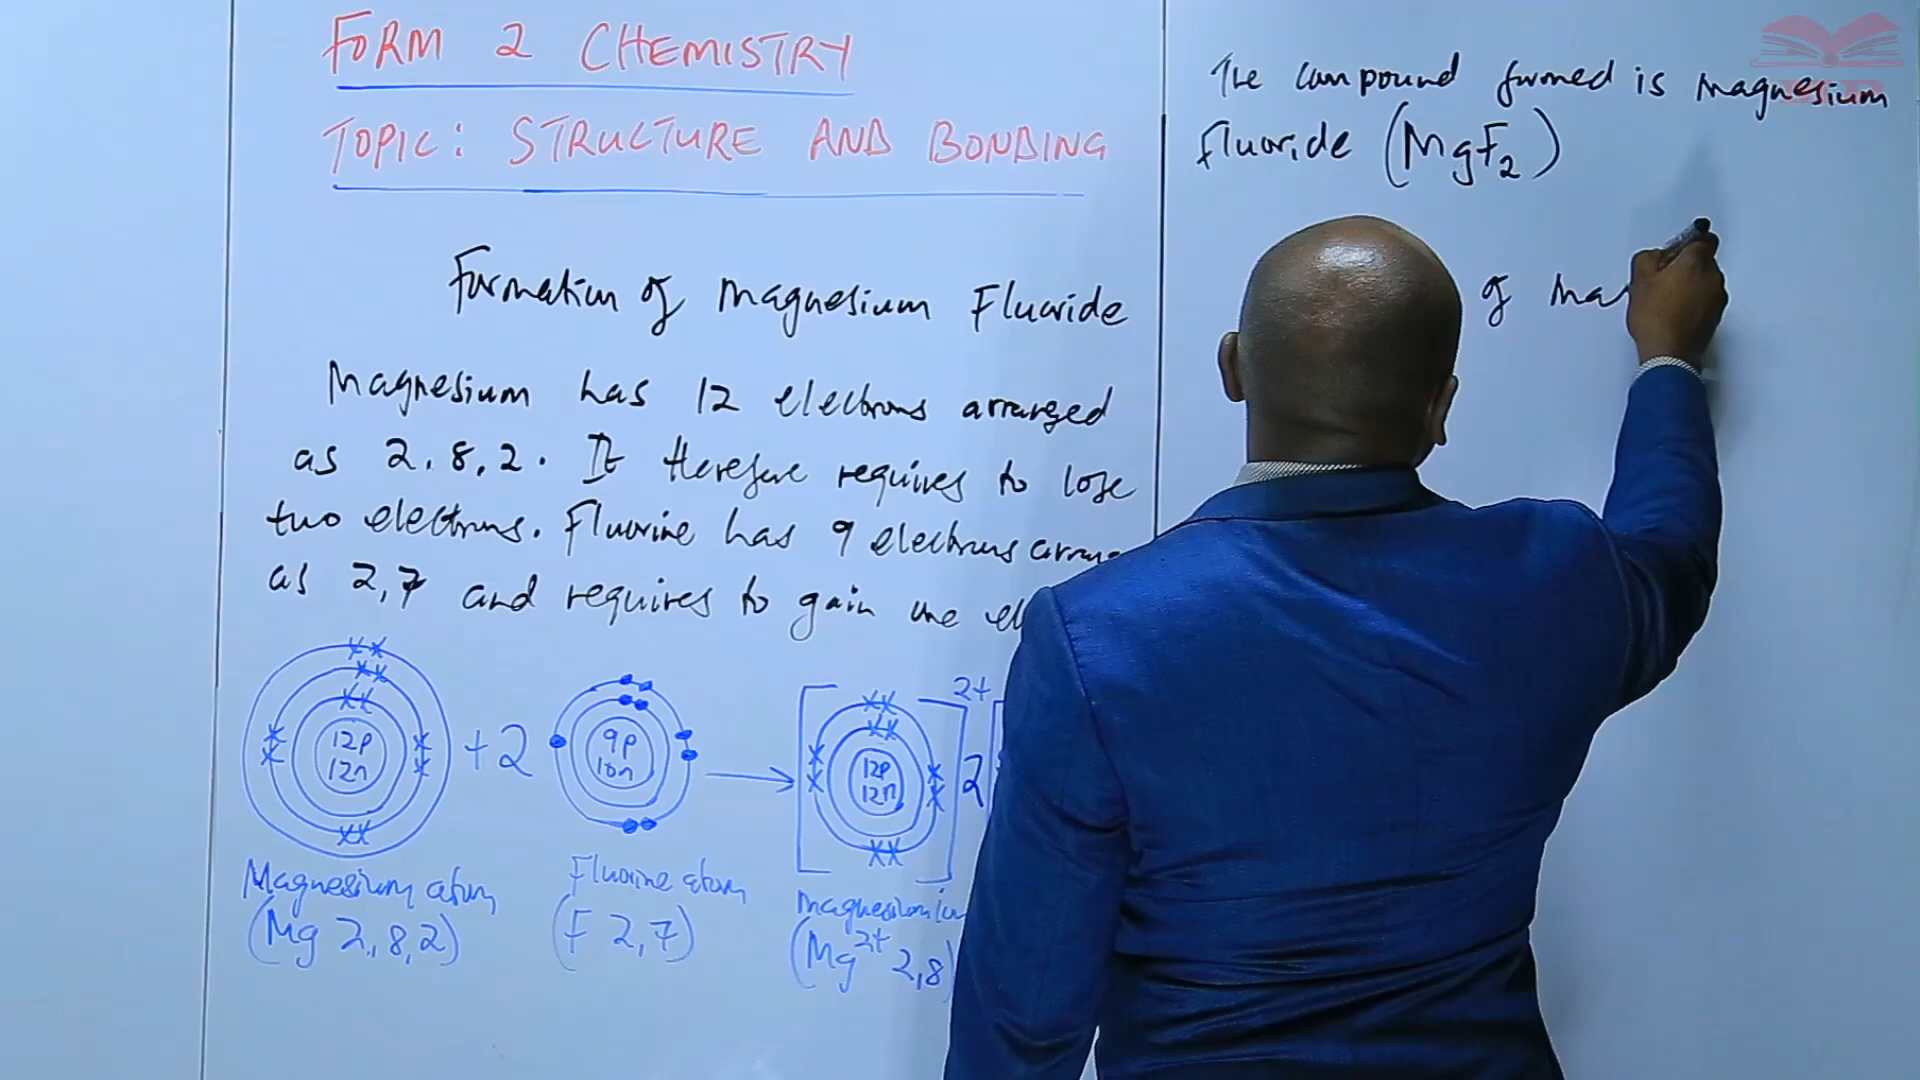 FORM 2 CHEMISTRY
TOPIC: STRUCTURE AND BONDING
Formation of Magnesium Fluoride
Magnesium has 12 electrons arranged
as 2,8,2. It therefore requires to lose
two electrons. Fluorine has 9 electrons
as 2,7 and requires to gain one
12p
12n
+ 2
9p
10n
12p
12n
2+
2
Magnesium atom
(Mg 2,8,2)
Fluorine atom
(F 2,7)
magnesium
(Mg2+ 2,8)
The compound formed is magnesium
Fluoride (MgF2)
of